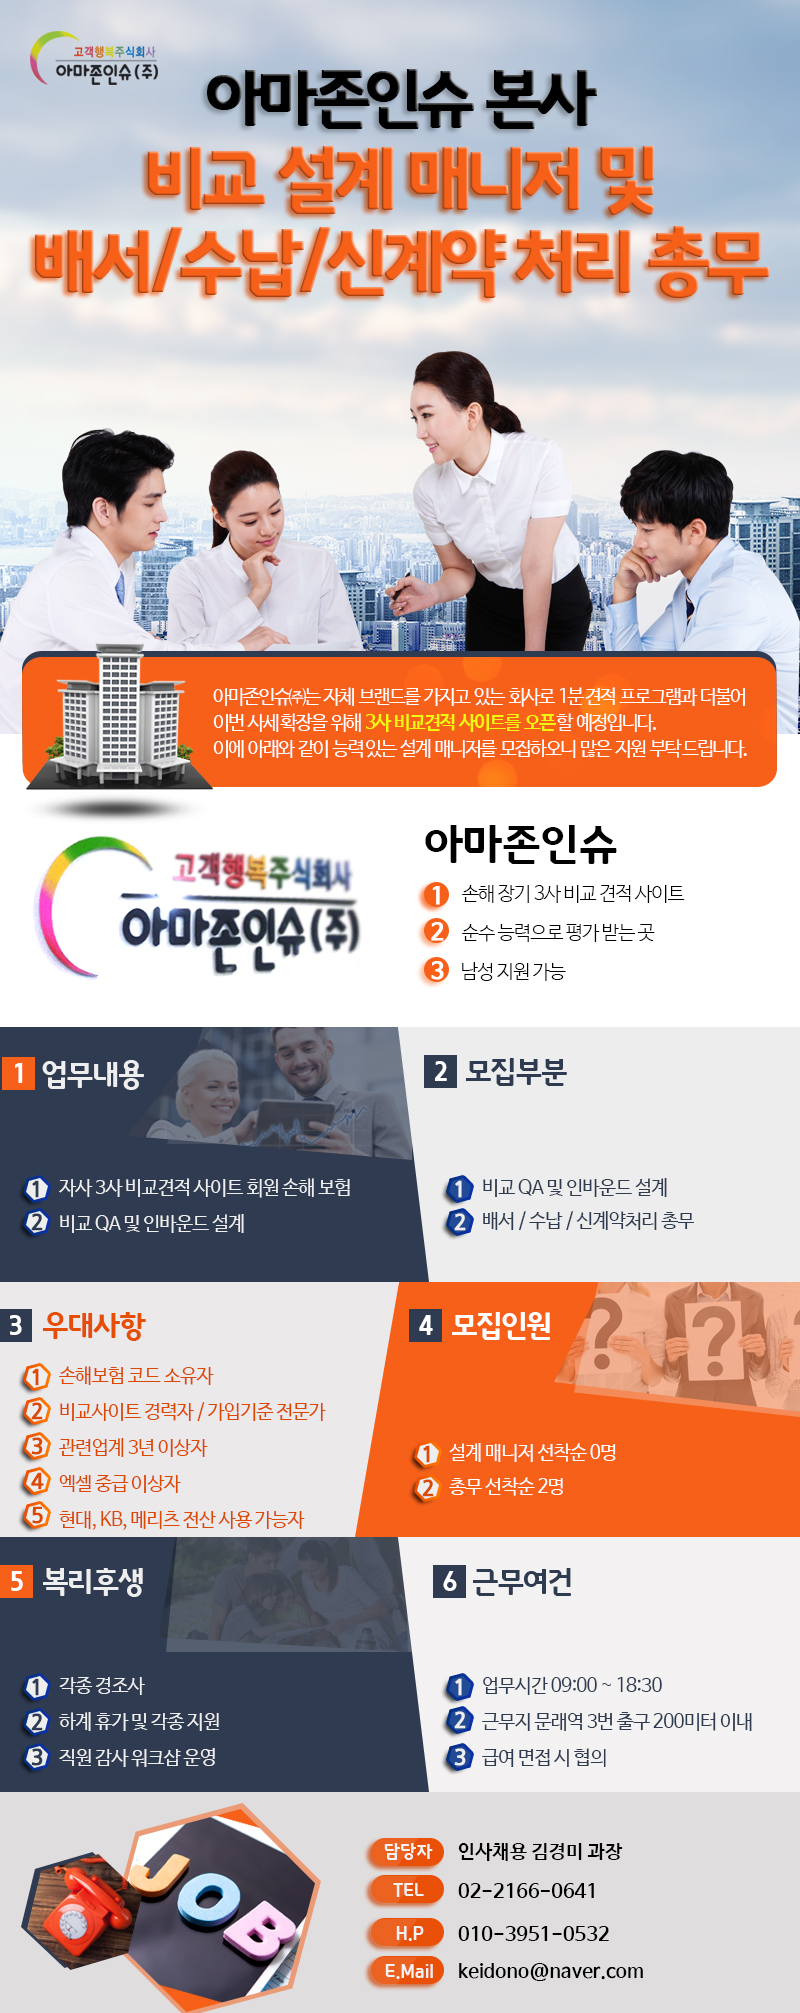 고객행복주식회사
아마존인슈(주)
아마존인슈 본사
비교 설계 매니저 및
배서/수납/신계약 처리 총무
아마존인슈㈜는 자체 브랜드를 가지고 있는 회사로 1분 견적 프로그램과 더불어
이번 사세 확장을 위해 3사 비교견적 사이트를 오픈할 예정입니다.
이에 아래와 같이 능력있는 설계 매니저를 모집하오니 많은 지원 부탁드립니다.
고객행복주식회사
아마존인슈(주)
아마존인슈
1 손해 장기 3사 비교 견적 사이트
2 순수 능력으로 평가 받는 곳
3 남성 지원 가능
1 업무내용
1 자사 3사 비교견적 사이트 회원 손해 보험
2 비교 QA 및 인바운드 설계
2 모집부분
1 비교 QA 및 인바운드 설계
2 배서 / 수납 / 신계약처리 총무
3 우대사항
1 손해보험 코드 소유자
2 비교사이트 경력자 / 가입기준 전문가
3 관련업계 3년 이상자
4 엑셀 중급 이상자
5 현대, KB, 메리츠 전산 사용 가능자
4 모집인원
? ?
1 설계 매니저 선착순 0명
2 총무 선착순 2명
5 복리후생
1 각종 경조사
2 하계 휴가 및 각종 지원
3 직원 감사 워크샵 운영
6 근무여건
1 업무시간 09:00 ~ 18:30
2 근무지 문래역 3번 출구 200미터 이내
3 급여 면접 시 협의
JOB
담당자 인사채용 김경미 과장
TEL 02-2166-0641
H.P 010-3951-0532
E.Mail keidono@naver.com